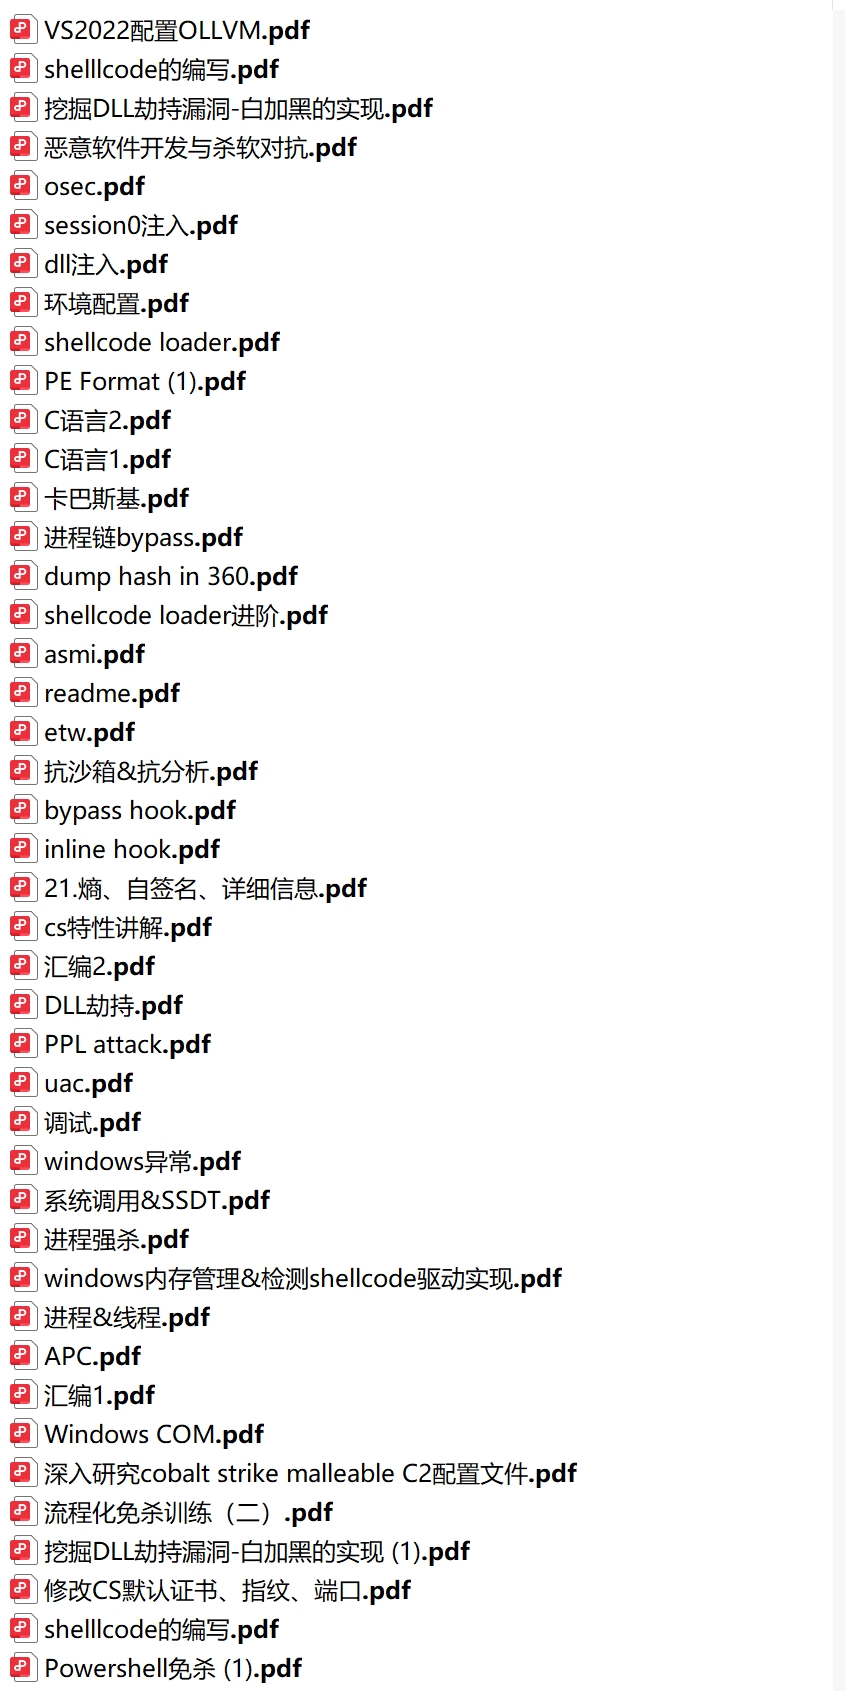 VS2022配置OLLVM.pdf
shelllcode的编写.pdf
挖掘DLL劫持漏洞-白加黑的实现.pdf
恶意软件开发与杀软对抗.pdf
osec.pdf
session0注入.pdf
dll注入.pdf
环境配置.pdf
shellcode loader.pdf
PE Format (1).pdf
C语言2.pdf
C语言1.pdf
卡巴斯基.pdf
进程链bypass.pdf
dump hash in 360.pdf
shellcode loader进阶.pdf
asmi.pdf
readme.pdf
etw.pdf
抗沙箱&抗分析.pdf
bypass hook.pdf
inline hook.pdf
21.熵、自签名、详细信息.pdf
cs特性讲解.pdf
汇编2.pdf
DLL劫持.pdf
PPL attack.pdf
uac.pdf
调试.pdf
windows异常.pdf
系统调用&SSDT.pdf
进程强杀.pdf
windows内存管理&检测shellcode驱动实现.pdf
进程&线程.pdf
APC.pdf
汇编1.pdf
Windows COM.pdf
深入研究cobalt strike malleable C2配置文件.pdf
流程化免杀训练（二）.pdf
挖掘DLL劫持漏洞-白加黑的实现 (1).pdf
修改CS默认证书、指纹、端口.pdf
shelllcode的编写.pdf
Powershell免杀 (1).pdf